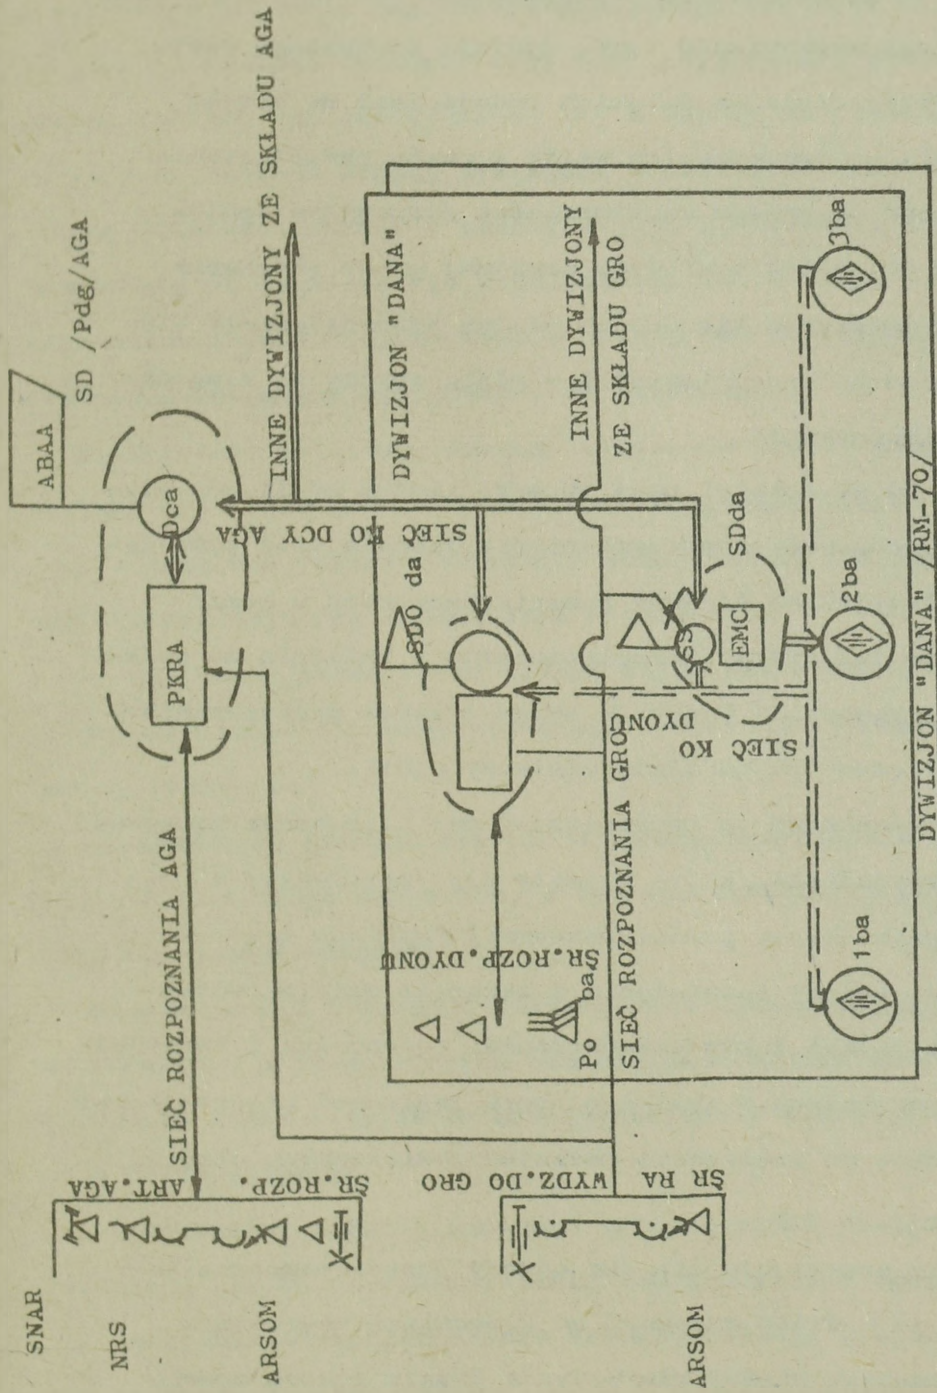 SNAR
NRS
ARSOM
ŚR.ROZP.
ART.AGA
SIEĆ ROZPOZNANIA AGA
PKRA
Dca
ABAA
SD /Pdg/AGA
INNE DYWIZJONY ZE SKŁADU AGA
SIEĆ KO DCY AGA
DYWIZJON "DANA"
SDO da
ŚR.ROZP.DYONU
Po ba
INNE DYWIZJONY
ZE SKŁADU GRO
SIEĆ ROZPOZNANIA GRO
ARSOM
ŚR RA
WYDZ.DO GRO
SIEĆ KO
DYONU
SS
EMC
SDda
1ba
2ba
3ba
DYWIZJON "DANA" /RM-70/